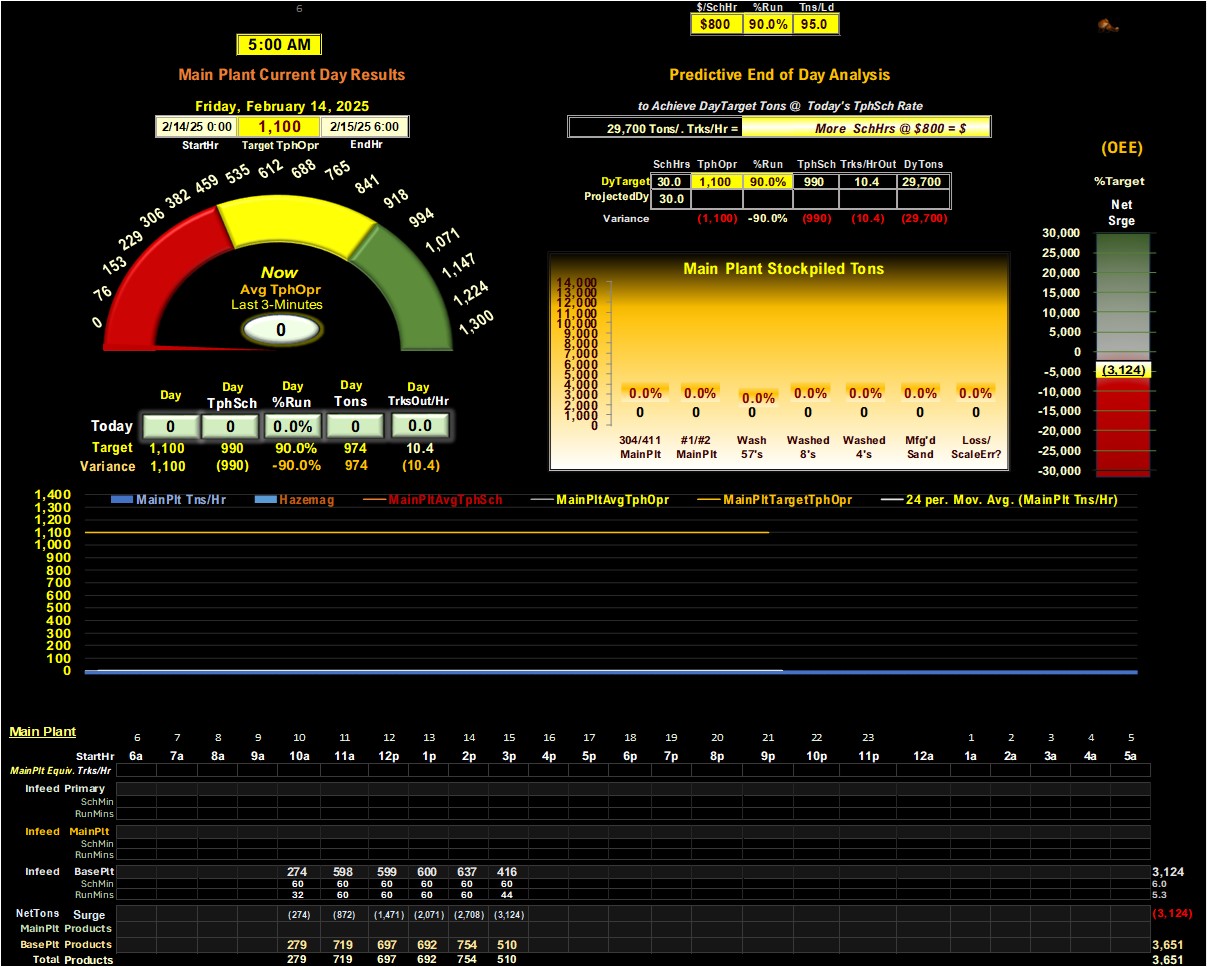 6
$/SchHr %Run Tns/Ld
$800 90.0% 95.0
5:00 AM
Main Plant Current Day Results
Predictive End of Day Analysis
Friday, February 14, 2025
to Achieve DayTarget Tons @ Today's TphSch Rate
2/14/25 0:00 1,100 2/15/25 6:00
29,700 Tons/. Trks/Hr = More SchHrs @ $800 = $
StartHr Target TphOpr EndHr
(OEE)
%Target
Net
Srge
SchHrs TphOpr %Run TphSch Trks/HrOut DyTons
DyTarget 30.0 1,100 90.0% 990 10.4 29,700
ProjectedDy 30.0
Variance (1,100) -90.0% (990) (10.4) (29,700)
0
76
153
229
306
382
459
535
612
688
765
841
918
994
1,071
1,147
1,224
1,300
Now
Avg TphOpr
Last 3-Minutes
0
Main Plant Stockpiled Tons
14,000
13,000
12,000
11,000
10,000
9,000
8,000
7,000
6,000
5,000
4,000
3,000
2,000
1,000
0
0.0% 0.0% 0.0% 0.0% 0.0% 0.0% 0.0%
0 0 0 0 0 0 0
304/411 #1/#2 Wash Washed Washed Mfg'd Loss/
MainPlt MainPlt 57's 8's 4's Sand ScaleErr?
30,000
25,000
20,000
15,000
10,000
5,000
0
(3,124)
-5,000
-10,000
-15,000
-20,000
-25,000
-30,000
Day Day Day Day Day
TphSch %Run Tons TrksOut/Hr
Today 0 0 0.0% 0 0.0
Target 1,100 990 90.0% 974 10.4
Variance 1,100 (990) -90.0% 974 (10.4)
MainPlt Tns/Hr Hazemag MainPltAvgTphSch MainPltAvgTphOpr MainPltTargetTphOpr 24 per. Mov. Avg. (MainPlt Tns/Hr)
1,400
1,300
1,200
1,100
1,000
900
800
700
600
500
400
300
200
100
0
Main Plant 6 7 8 9 10 11 12 13 14 15 16 17 18 19 20 21 22 23 1 2 3 4 5
StartHr 6a 7a 8a 9a 10a 11a 12p 1p 2p 3p 4p 5p 6p 7p 8p 9p 10p 11p 12a 1a 2a 3a 4a 5a
MainPlt Equiv. Trks/Hr
Infeed Primary
SchMin
RunMins
Infeed MainPlt
SchMin
RunMins
Infeed BasePlt 274 598 599 600 637 416 3,124
SchMin 60 60 60 60 60 60 6.0
RunMins 32 60 60 60 60 44 5.3
NetTons Surge (274) (872) (1,471) (2,071) (2,708) (3,124) (3,124)
MainPlt Products
BasePlt Products 279 719 697 692 754 510 3,651
Total Products 279 719 697 692 754 510 3,651